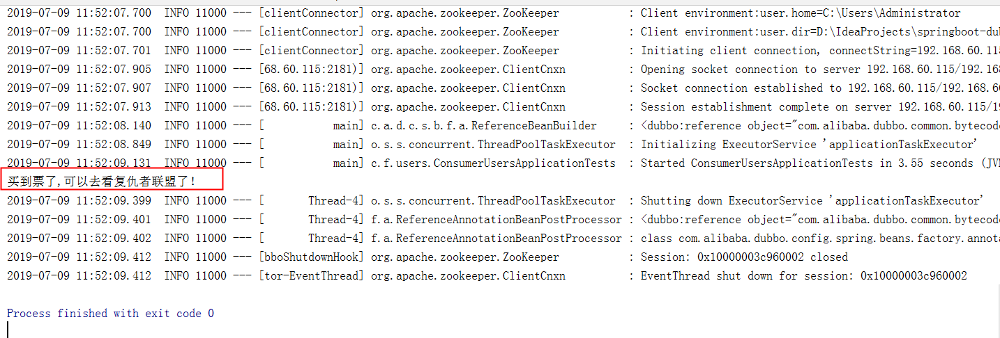 2019-07-09 11:52:07.700  INFO 11000 --- [clientConnector] org.apache.zookeeper.ZooKeeper           : Client environment:user.home=C:\Users\Administrator
2019-07-09 11:52:07.700  INFO 11000 --- [clientConnector] org.apache.zookeeper.ZooKeeper           : Client environment:user.dir=D:\IdeaProjects\springboot-dub
2019-07-09 11:52:07.701  INFO 11000 --- [clientConnector] org.apache.zookeeper.ZooKeeper           : Initiating client connection, connectString=192.168.60.115
2019-07-09 11:52:07.905  INFO 11000 --- [68.60.115:2181)] org.apache.zookeeper.ClientCnxn          : Opening socket connection to server 192.168.60.115/192.168
2019-07-09 11:52:07.907  INFO 11000 --- [68.60.115:2181)] org.apache.zookeeper.ClientCnxn          : Socket connection established to 192.168.60.115/192.168.60
2019-07-09 11:52:07.913  INFO 11000 --- [68.60.115:2181)] org.apache.zookeeper.ClientCnxn          : Session establishment complete on server 192.168.60.115/19
2019-07-09 11:52:08.140  INFO 11000 --- [           main] c.a.d.c.s.b.f.a.ReferenceBeanBuilder     : <dubbo:reference object="com.alibaba.dubbo.common.bytecode
2019-07-09 11:52:08.849  INFO 11000 --- [           main] o.s.s.concurrent.ThreadPoolTaskExecutor  : Initializing ExecutorService 'applicationTaskExecutor'
2019-07-09 11:52:09.131  INFO 11000 --- [           main] c.f.users.ConsumerUsersApplicationTests  : Started ConsumerUsersApplicationTests in 3.55 seconds (JVM
买到票了,可以去看复仇者联盟了!
2019-07-09 11:52:09.399  INFO 11000 --- [       Thread-4] o.s.s.concurrent.ThreadPoolTaskExecutor  : Shutting down ExecutorService 'applicationTaskExecutor'
2019-07-09 11:52:09.401  INFO 11000 --- [       Thread-4] f.a.ReferenceAnnotationBeanPostProcessor : <dubbo:reference object="com.alibaba.dubbo.common.bytecode
2019-07-09 11:52:09.402  INFO 11000 --- [       Thread-4] f.a.ReferenceAnnotationBeanPostProcessor : class com.alibaba.dubbo.config.spring.beans.factory.annota
2019-07-09 11:52:09.412  INFO 11000 --- [bboShutdownHook] org.apache.zookeeper.ZooKeeper           : Session: 0x10000003c960002 closed
2019-07-09 11:52:09.412  INFO 11000 --- [tor-EventThread] org.apache.zookeeper.ClientCnxn          : EventThread shut down for session: 0x10000003c960002
Process finished with exit code 0